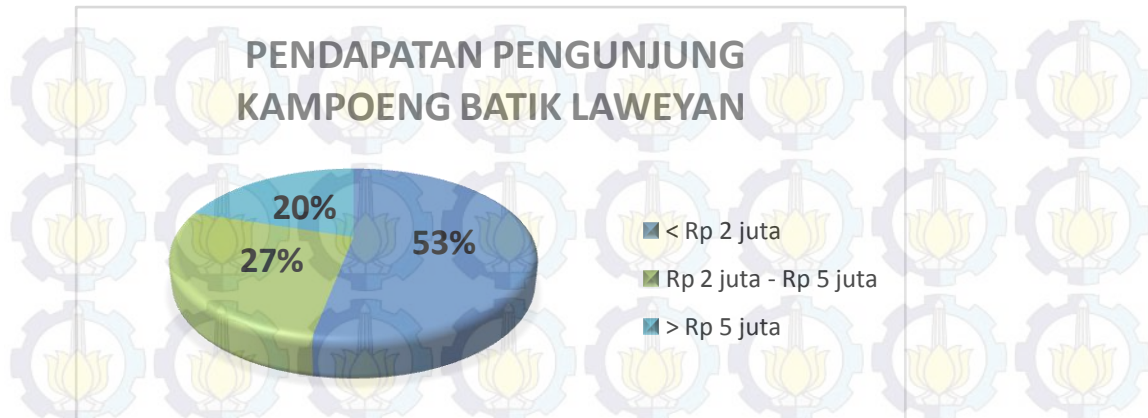 PENDAPATAN PENGUNJUNG
KAMPOENG BATIK LAWEYAN
20%
53%
27%
< Rp 2 juta
Rp 2 juta - Rp 5 juta
> Rp 5 juta